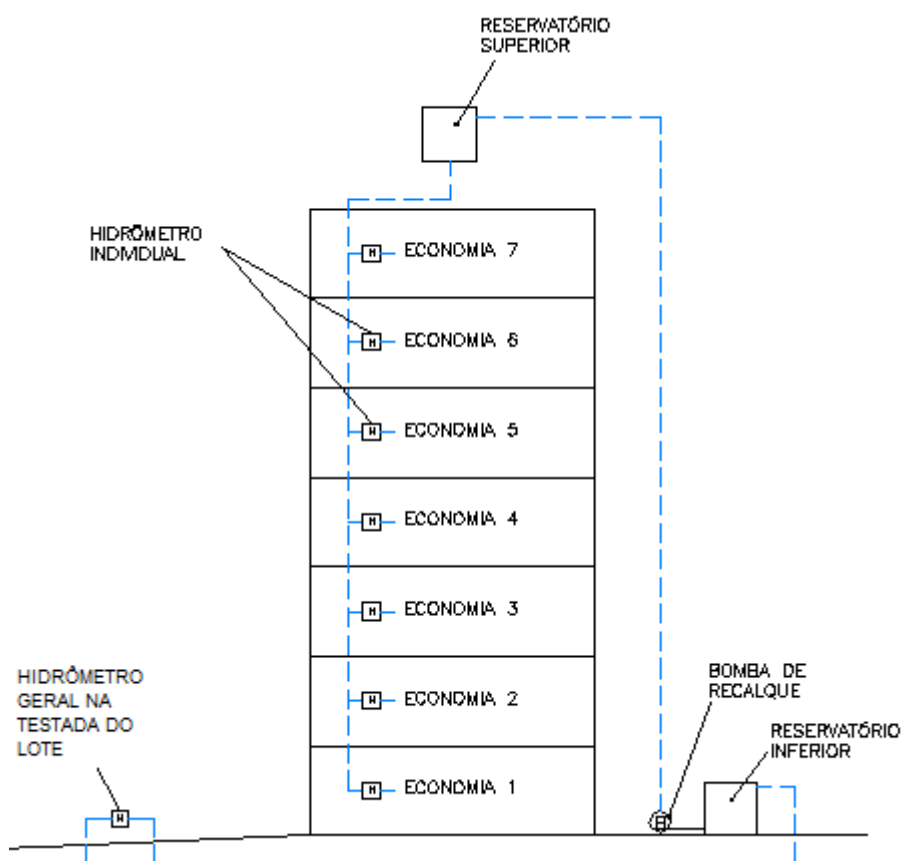 RESERVATÓRIO
SUPERIOR
HIDRÔMETRO
INDIVIDUAL
H ECONOMIA 7
H ECONOMIA 6
H ECONOMIA 5
H ECONOMIA 4
H ECONOMIA 3
H ECONOMIA 2
H ECONOMIA 1
HIDRÔMETRO
GERAL NA
TESTADA DO
LOTE
H
BOMBA DE
RECALQUE
RESERVATÓRIO
INFERIOR